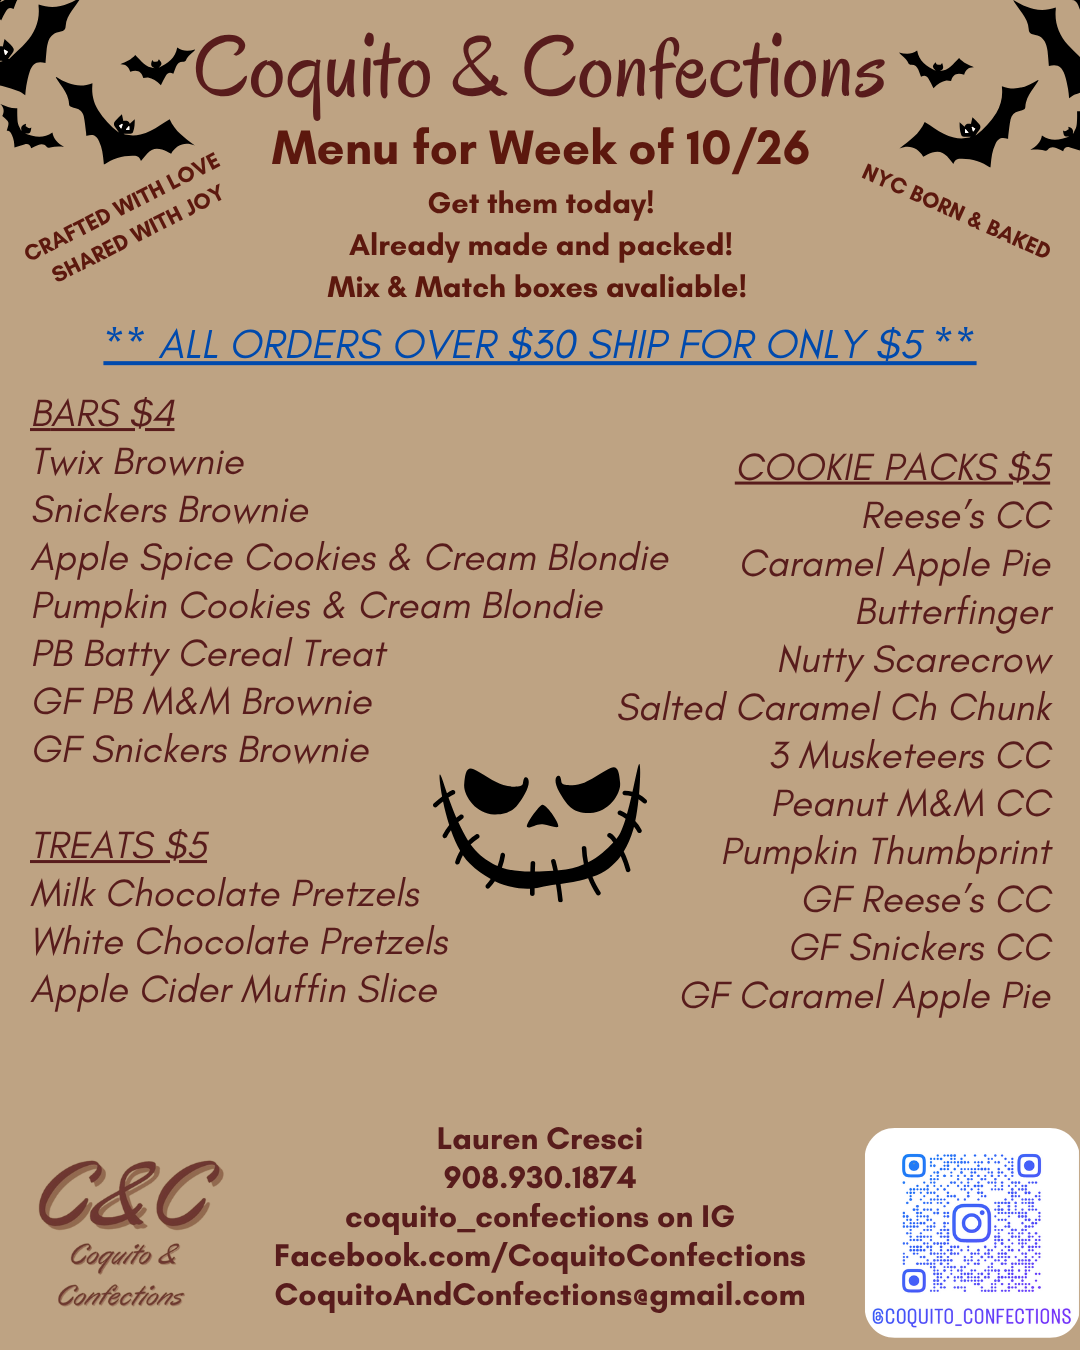 Coquito & Confections
Menu for Week of 10/26
CRAFTED WITH LOVE
SHARED WITH JOY
NYC BORN & BAKED
Get them today!
Already made and packed!
Mix & Match boxes avaliable!
** ALL ORDERS OVER $30 SHIP FOR ONLY $5 **
BARS $4
Twix Brownie
Snickers Brownie
Apple Spice Cookies & Cream Blondie
Pumpkin Cookies & Cream Blondie
PB Batty Cereal Treat
GF PB M&M Brownie
GF Snickers Brownie
TREATS $5
Milk Chocolate Pretzels
White Chocolate Pretzels
Apple Cider Muffin Slice
COOKIE PACKS $5
Reese’s CC
Caramel Apple Pie
Butterfinger
Nutty Scarecrow
Salted Caramel Ch Chunk
3 Musketeers CC
Peanut M&M CC
Pumpkin Thumbprint
GF Reese’s CC
GF Snickers CC
GF Caramel Apple Pie
C&C
Coquito &
Confections
Lauren Cresci
908.930.1874
coquito_confections on IG
Facebook.com/CoquitoConfections
CoquitoAndConfections@gmail.com
@COQUITO_CONFECTIONS